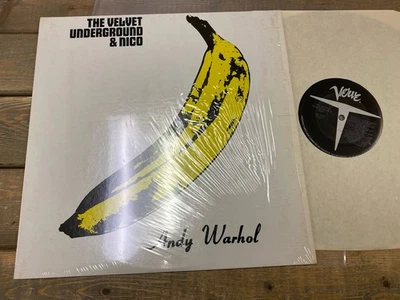 THE VELVET
UNDERGROUND
& NICO
Andy Warhol
Verve